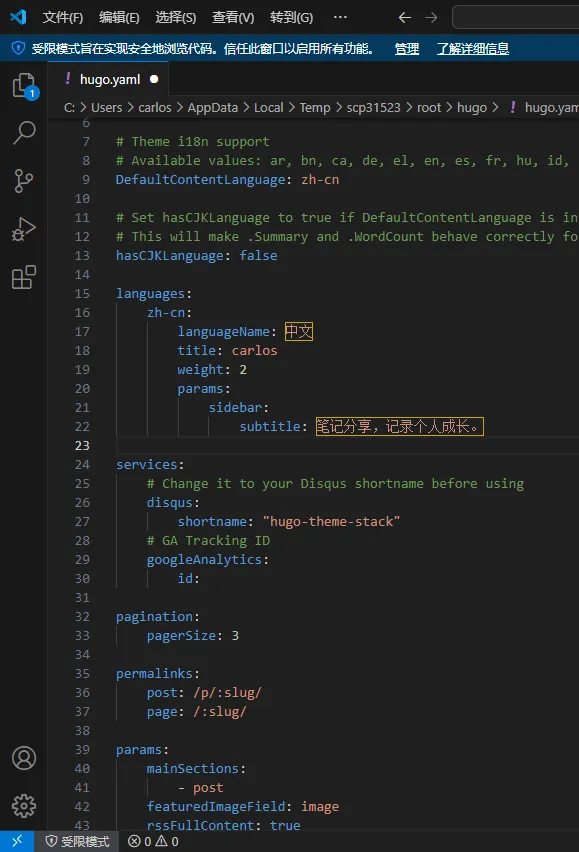 文件(F) 编辑(E) 选择(S) 查看(V) 转到(G) ···
受限模式旨在实现安全地浏览代码。信任此窗口以启用所有功能。 管理 了解详细信息
! hugo.yaml
1
C: > Users > carlos > AppData > Local > Temp > scp31523 > root > hugo > ! hugo.yam
6
7 # Theme i18n support
8 # Available values: ar, bn, ca, de, el, en, es, fr, hu, id,
9 DefaultContentLanguage: zh-cn
10
11 # Set hasCJKLanguage to true if DefaultContentLanguage is in
12 # This will make .Summary and .WordCount behave correctly fo
13 hasCJKLanguage: false
14
15 languages:
16 zh-cn:
17 languageName: 中文
18 title: carlos
19 weight: 2
20 params:
21 sidebar:
22 subtitle: 笔记分享，记录个人成长。
23
24 services:
25 # Change it to your Disqus shortname before using
26 disqus:
27 shortname: "hugo-theme-stack"
28 # GA Tracking ID
29 googleAnalytics:
30 id:
31
32 pagination:
33 pagerSize: 3
34
35 permalinks:
36 post: /p/:slug/
37 page: /:slug/
38
39 params:
40 mainSections:
41 - post
42 featuredImageField: image
43 rssFullContent: true
受限模式 0 0